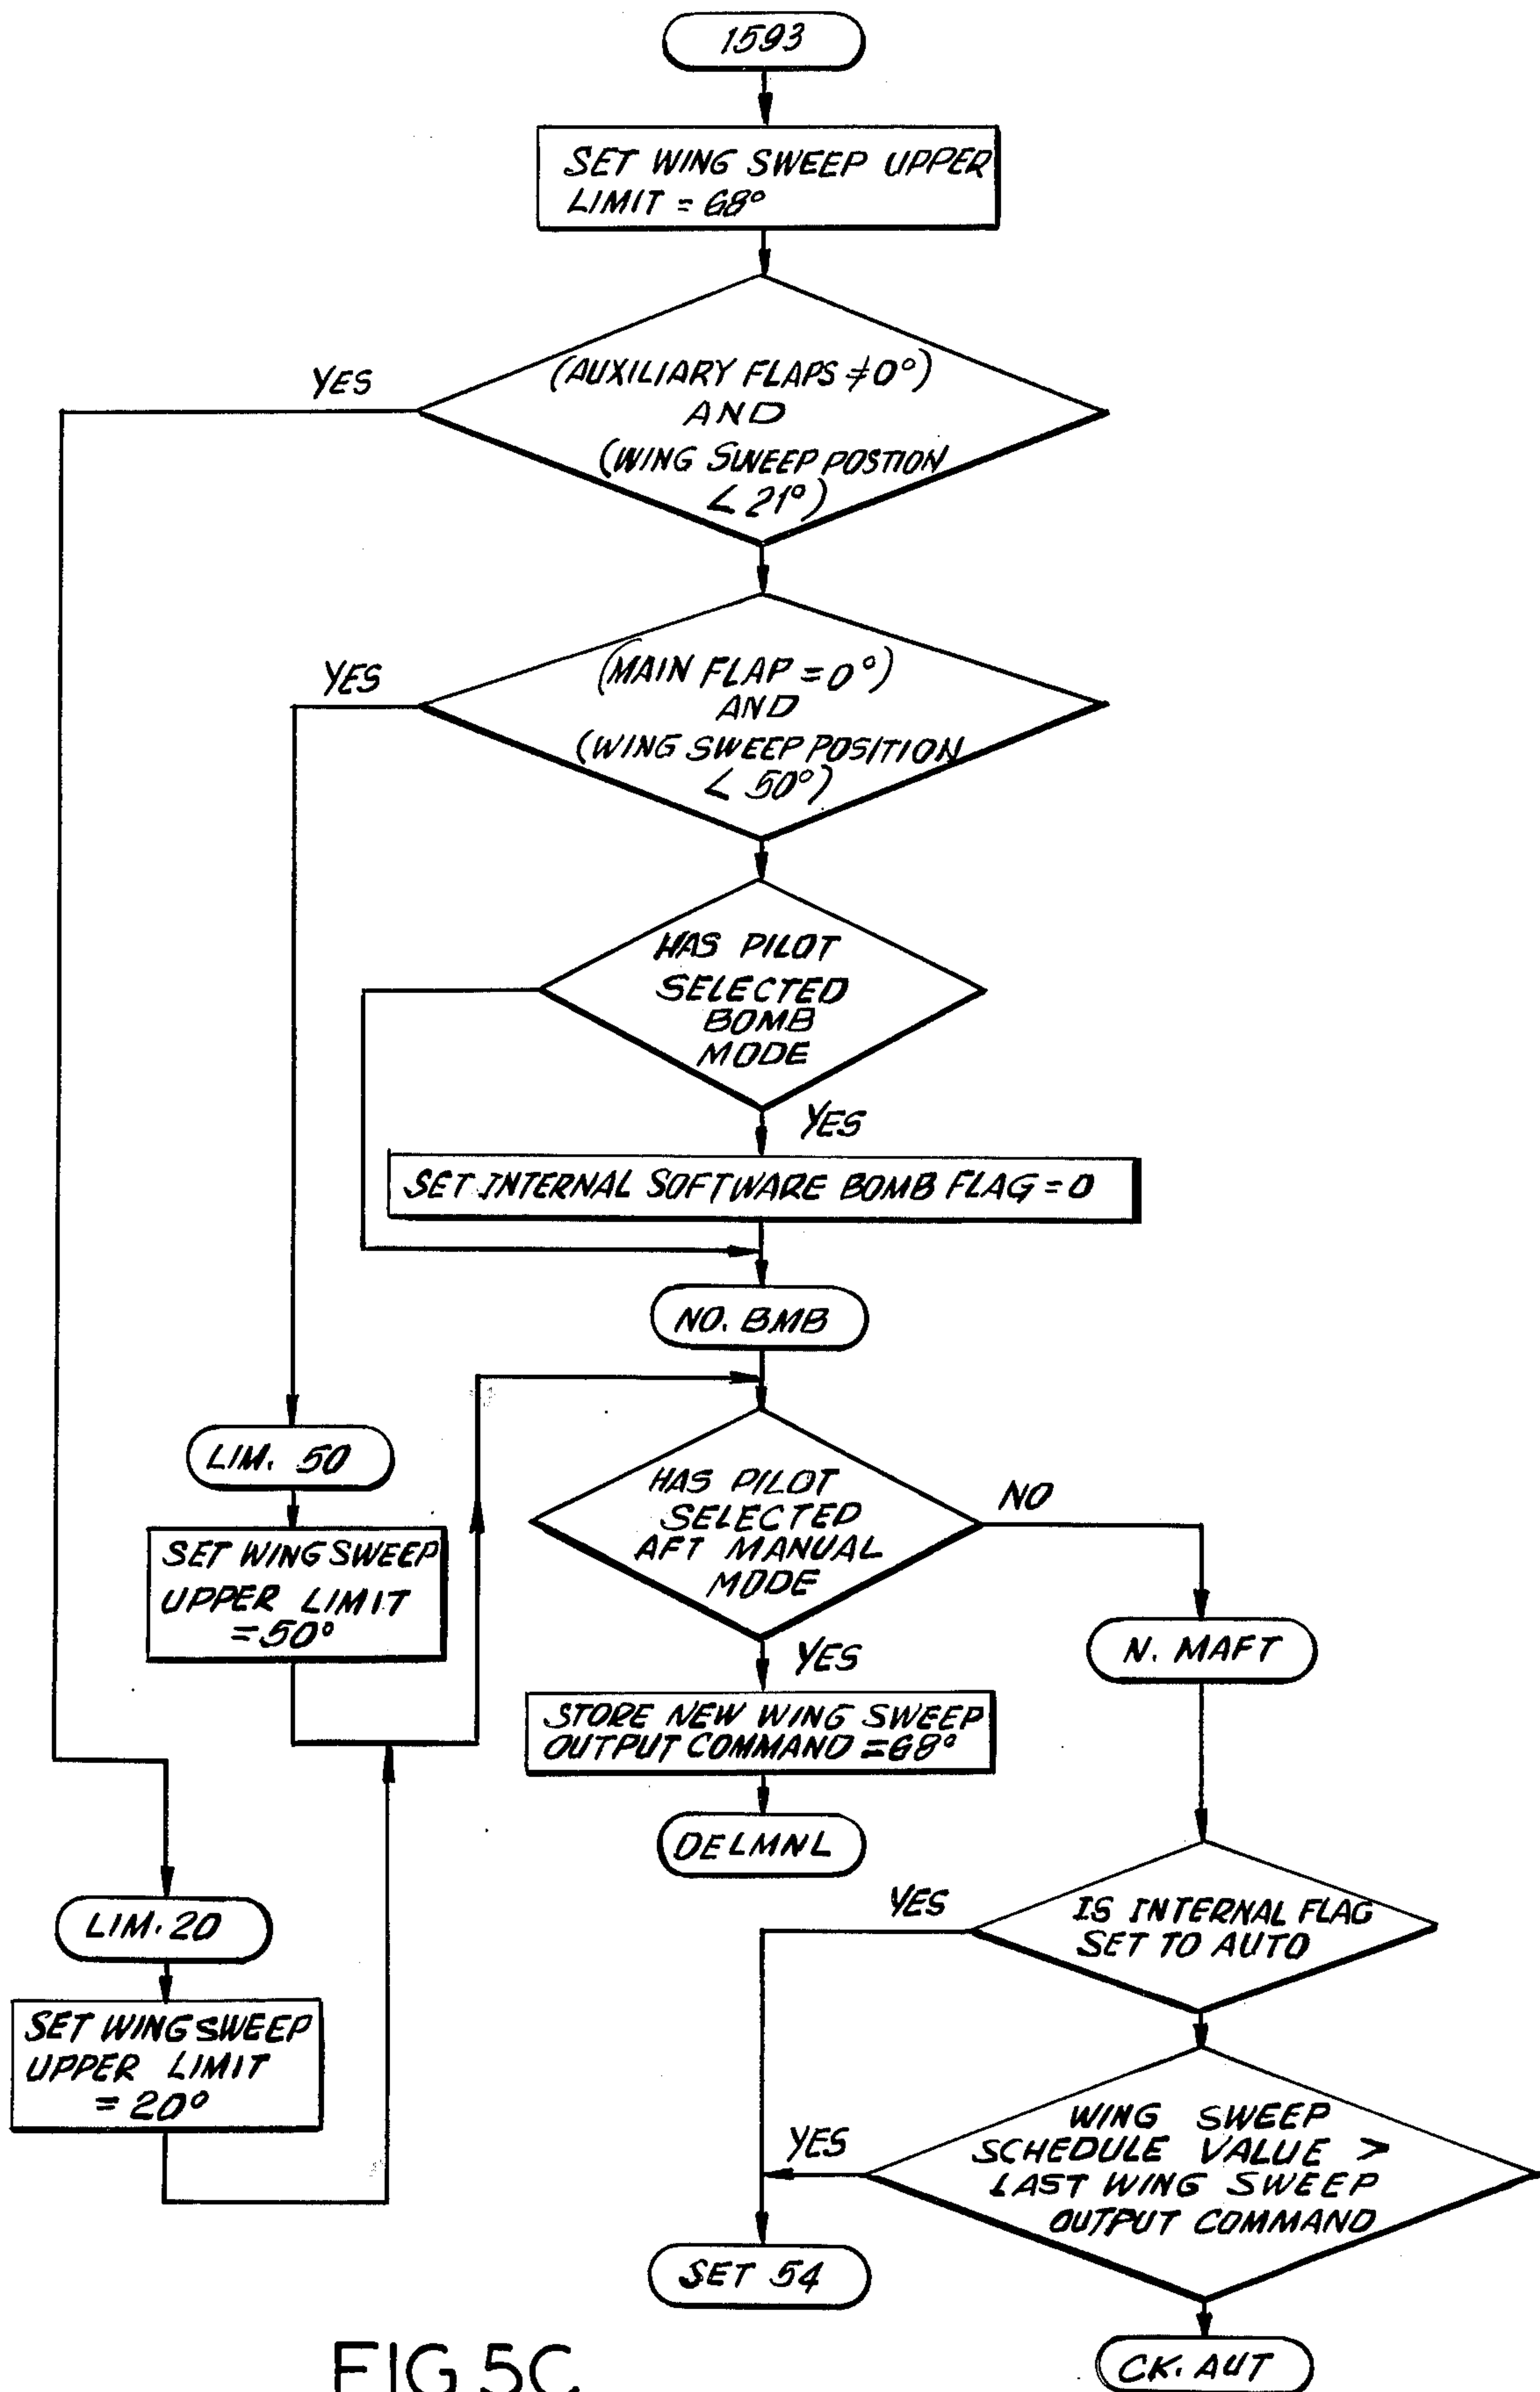 1593
SET WING SWEEP UPPER
LIMIT = 68°
YES
(AUXILIARY FLAPS ≠0°)
AND
(WING SWEEP POSTION
< 21°)
YES
(MAIN FLAP = 0°)
AND
(WING SWEEP POSITION
< 50°)
HAS PILOT
SELECTED
BOMB
MODE
YES
SET INTERNAL SOFTWARE BOMB FLAG = 0
NO. BMB
LIM. 50
SET WING SWEEP
UPPER LIMIT
= 50°
HAS PILOT
SELECTED
AFT MANUAL
MODE
NO
YES
N. MAFT
STORE NEW WING SWEEP
OUTPUT COMMAND = 68°
DELMNL
LIM. 20
SET WING SWEEP
UPPER LIMIT
= 20°
YES
IS INTERNAL FLAG
SET TO AUTO
YES
WING SWEEP
SCHEDULE VALUE >
LAST WING SWEEP
OUTPUT COMMAND
SET 54
CK. AUT
FIG.5C